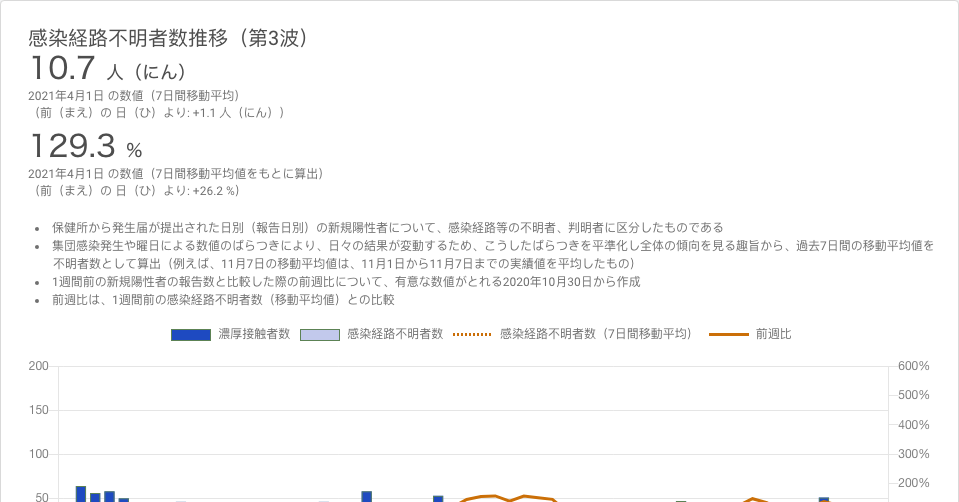 感染経路不明者数推移（第3波）
10.7 人（にん）
2021年4月1日 の数値（7日間移動平均）
（前（まえ）の 日（ひ）より: +1.1 人（にん））
129.3 %
2021年4月1日 の数値（7日間移動平均値をもとに算出）
（前（まえ）の 日（ひ）より: +26.2 %）
• 保健所から発生届が提出された日別（報告日別）の新規陽性者について、感染経路等の不明者、判明者に区分したものである
• 集団感染発生や曜日による数値のばらつきにより、日々の結果が変動するため、こうしたばらつきを平準化し全体の傾向を見る趣旨から、過去7日間の移動平均値を
不明者数として算出（例えば、11月7日の移動平均値は、11月1日から11月7日までの実績値を平均したもの）
• 1週間前の新規陽性者の報告数と比較した際の前週比について、有意な数値がとれる2020年10月30日から作成
• 前週比は、1週間前の感染経路不明者数（移動平均値）との比較
濃厚接触者数 感染経路不明者数 感染経路不明者数（7日間移動平均） 前週比
200 600%
500%
150 400%
100 300%
200%
50